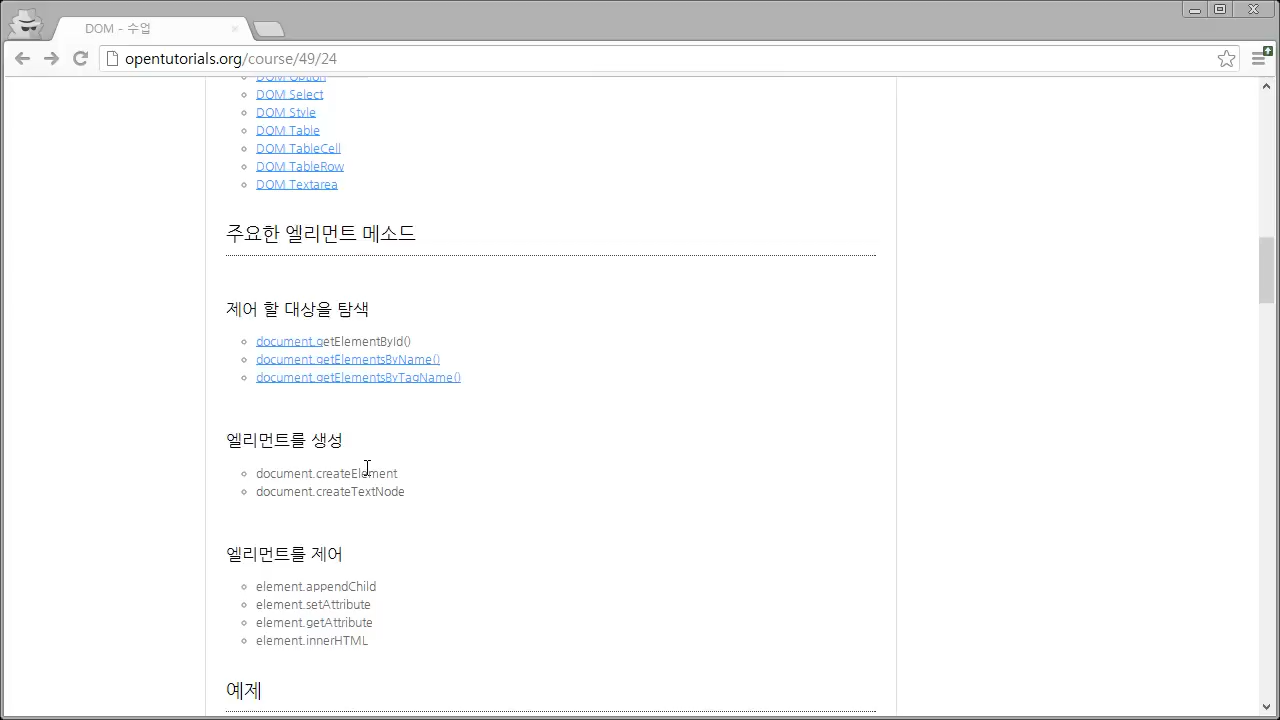 DOM - 수업
opentutorials.org/course/49/24
DOM Option
DOM Select
DOM Style
DOM Table
DOM TableCell
DOM TableRow
DOM Textarea
주요한 엘리먼트 메소드
제어 할 대상을 탐색
document.getElementById()
document.getElementsByName()
document.getElementsByTagName()
엘리먼트를 생성
document.createElement
document.createTextNode
엘리먼트를 제어
element.appendChild
element.setAttribute
element.getAttribute
element.innerHTML
예제